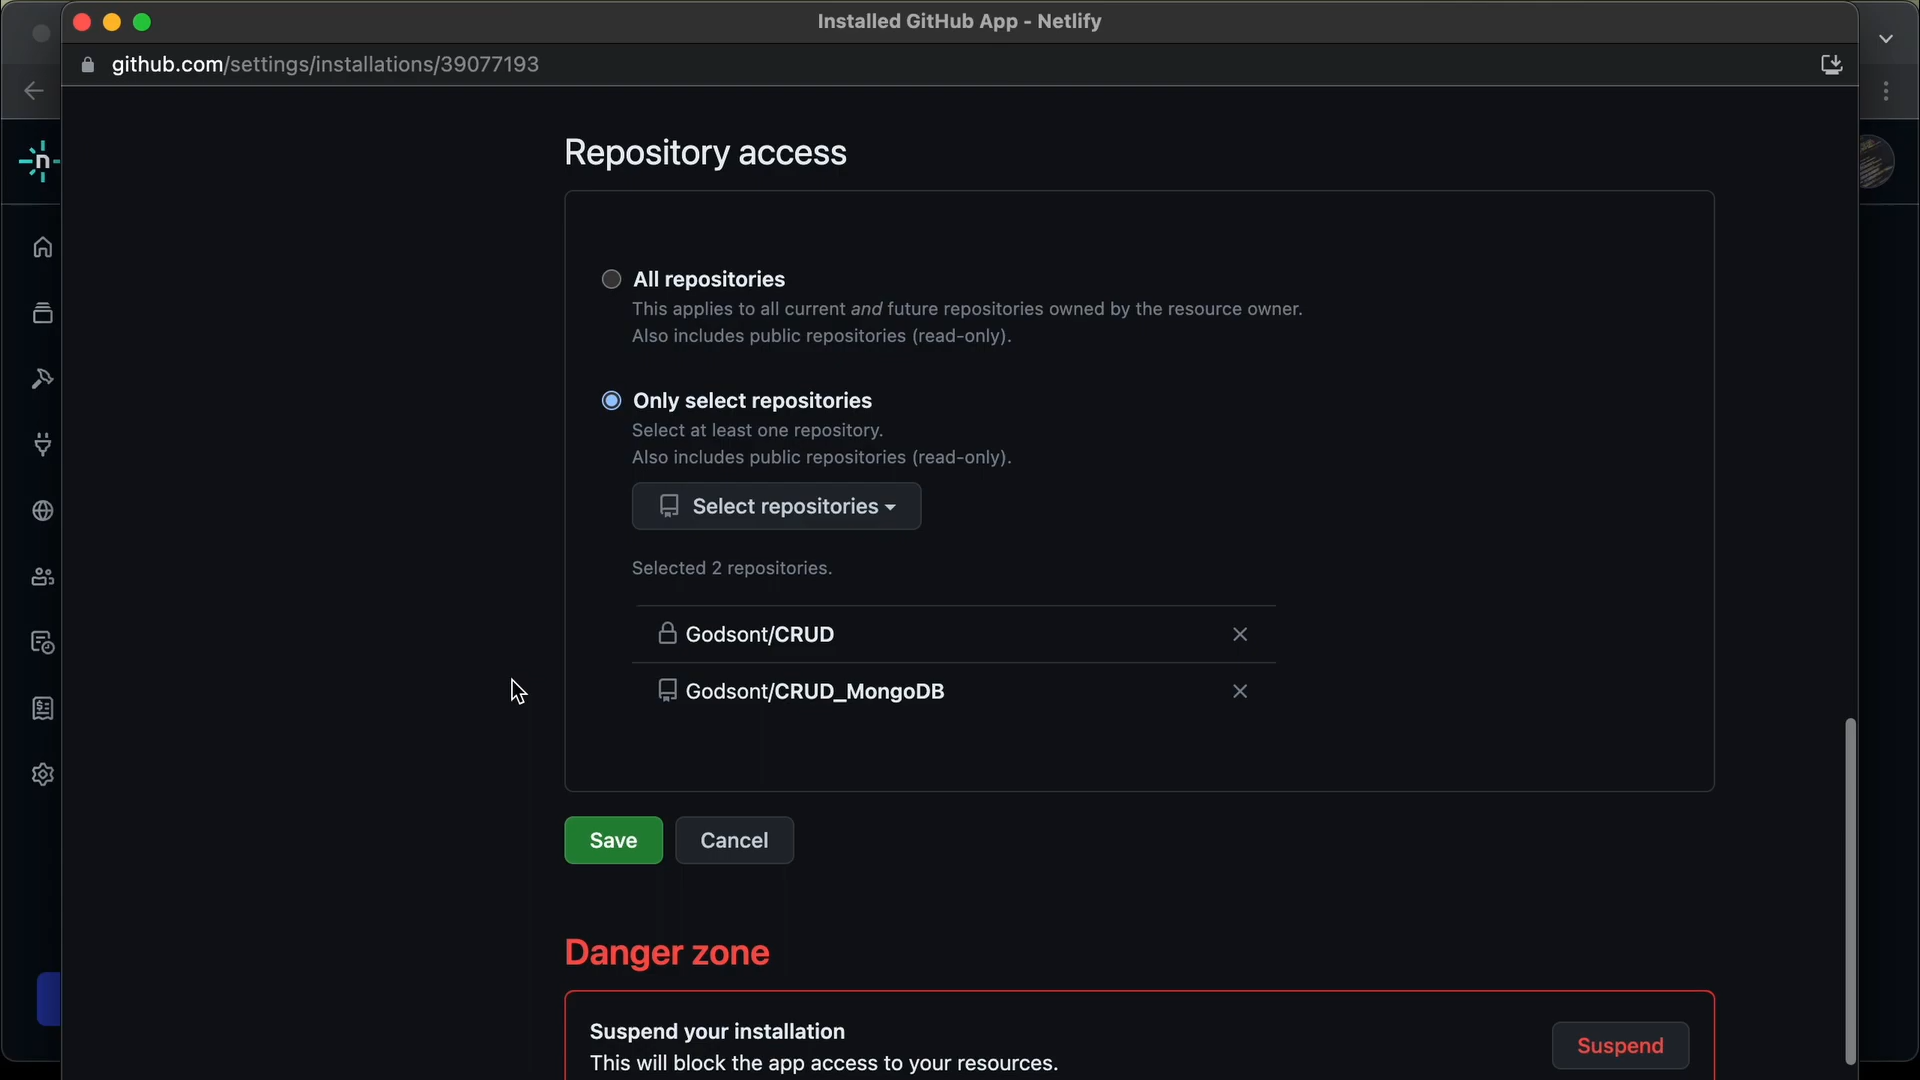 Installed GitHub App - Netlify
github.com/settings/installations/39077193
n
Repository access
All repositories
This applies to all current and future repositories owned by the resource owner.
Also includes public repositories (read-only).
Only select repositories
Select at least one repository.
Also includes public repositories (read-only).
Select repositories
Selected 2 repositories.
Godsont/CRUD
Godsont/CRUD_MongoDB
Save
Cancel
Danger zone
Suspend your installation
This will block the app access to your resources.
Suspend